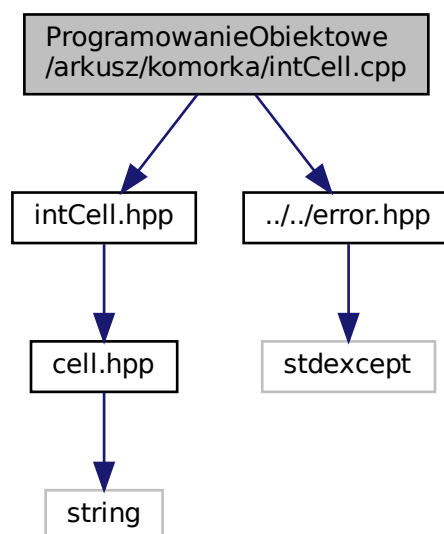 ProgramowanieObiektowe
/arkusz/komorka/intCell.cpp
intCell.hpp
../../error.hpp
cell.hpp
stdexcept
string